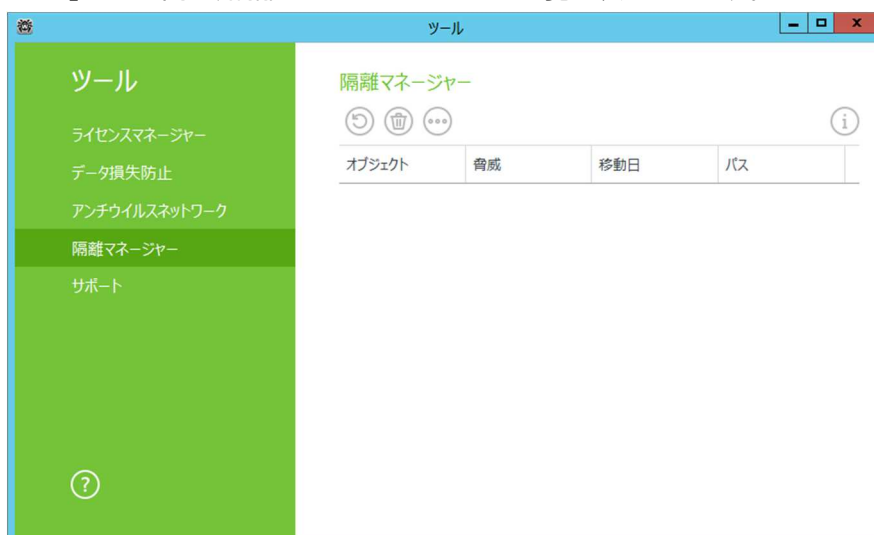 ツール
ツール
ライセンスマネージャー
データ損失防止
アンチウイルスネットワーク
隔離マネージャー
サポート
?
隔離マネージャー
i
オブジェクト 脅威 移動日 パス